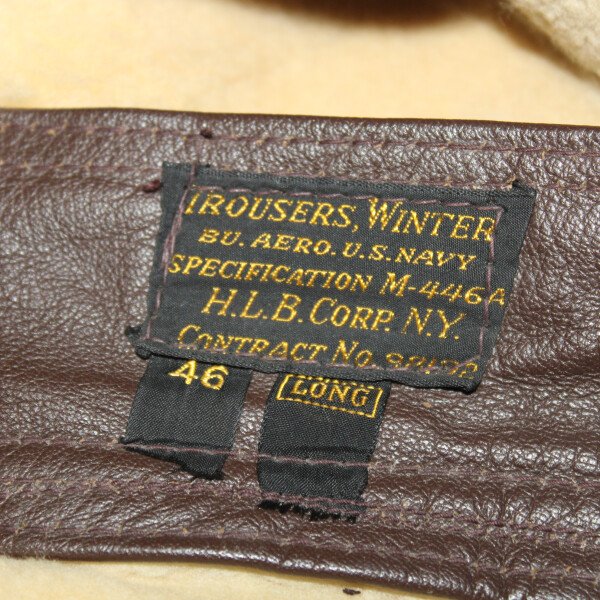 TROUSERS, WINTER
BU. AERO. U.S. NAVY
SPECIFICATION M-446A
H.L.B. CORP. N.Y.
CONTRACT NO.
46
LONG